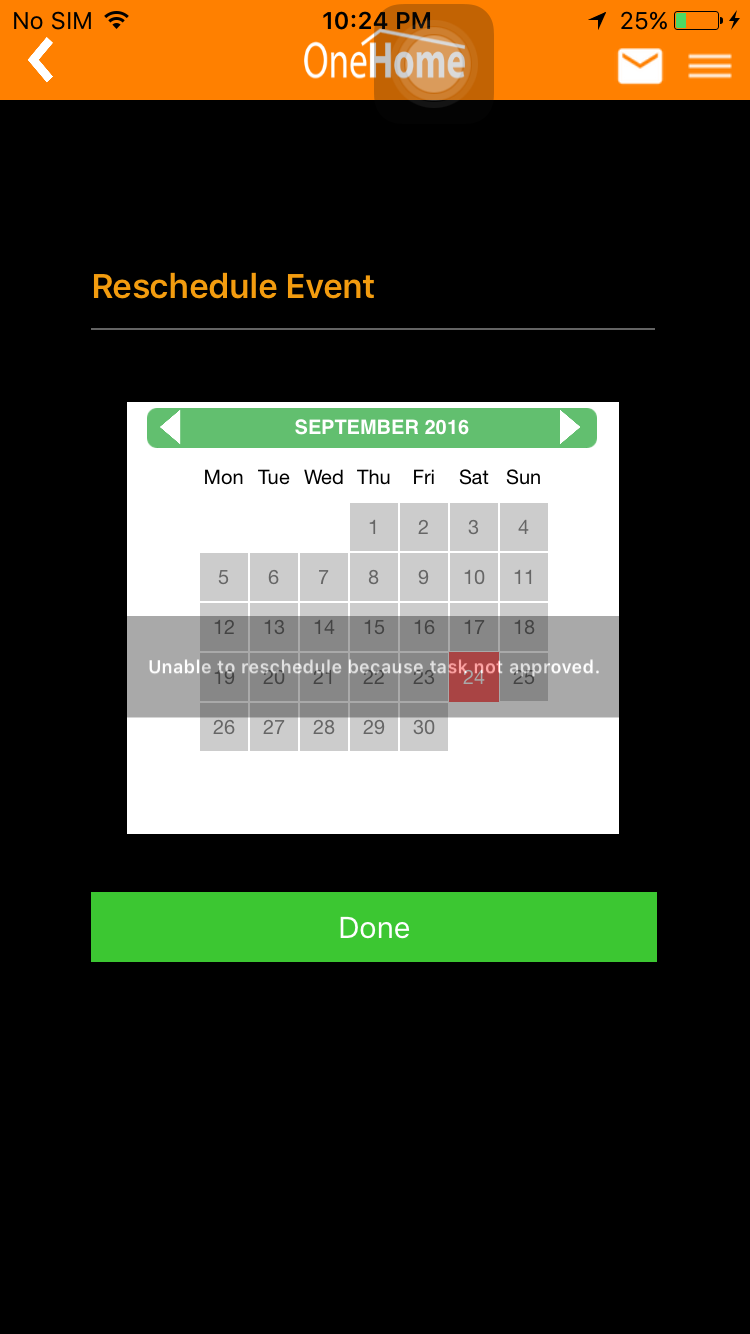 No SIM 10:24 PM 25%
OneHome
Reschedule Event
SEPTEMBER 2016
Mon Tue Wed Thu Fri Sat Sun
1 2 3 4
5 6 7 8 9 10 11
12 13 14 15 16 17 18
Unable to reschedule because task not approved.
19 20 21 22 23 24 25
26 27 28 29 30
Done